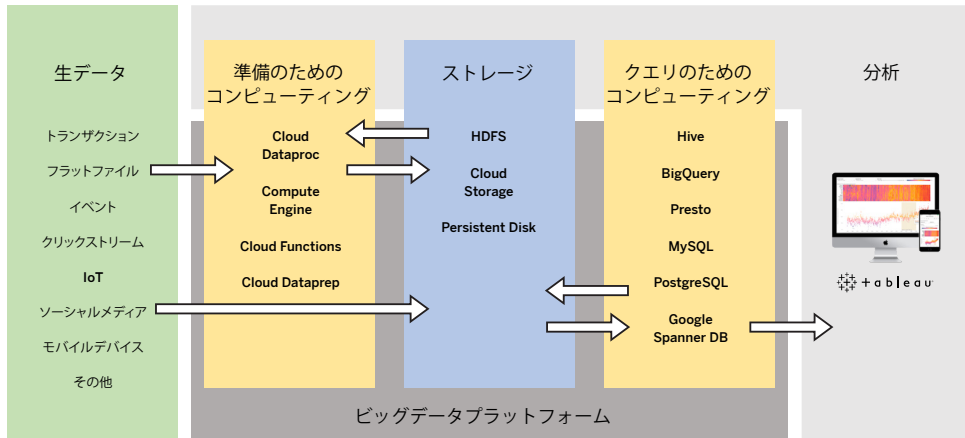 生データ
トランザクション
フラットファイル
イベント
クリックストリーム
IoT
ソーシャルメディア
モバイルデバイス
その他
準備のための
コンピューティング
Cloud
Dataproc
Compute
Engine
Cloud Functions
Cloud Dataprep
ストレージ
HDFS
Cloud
Storage
Persistent Disk
クエリのための
コンピューティング
Hive
BigQuery
Presto
MySQL
PostgreSQL
Google
Spanner DB
分析
+ableau
ビッグデータプラットフォーム